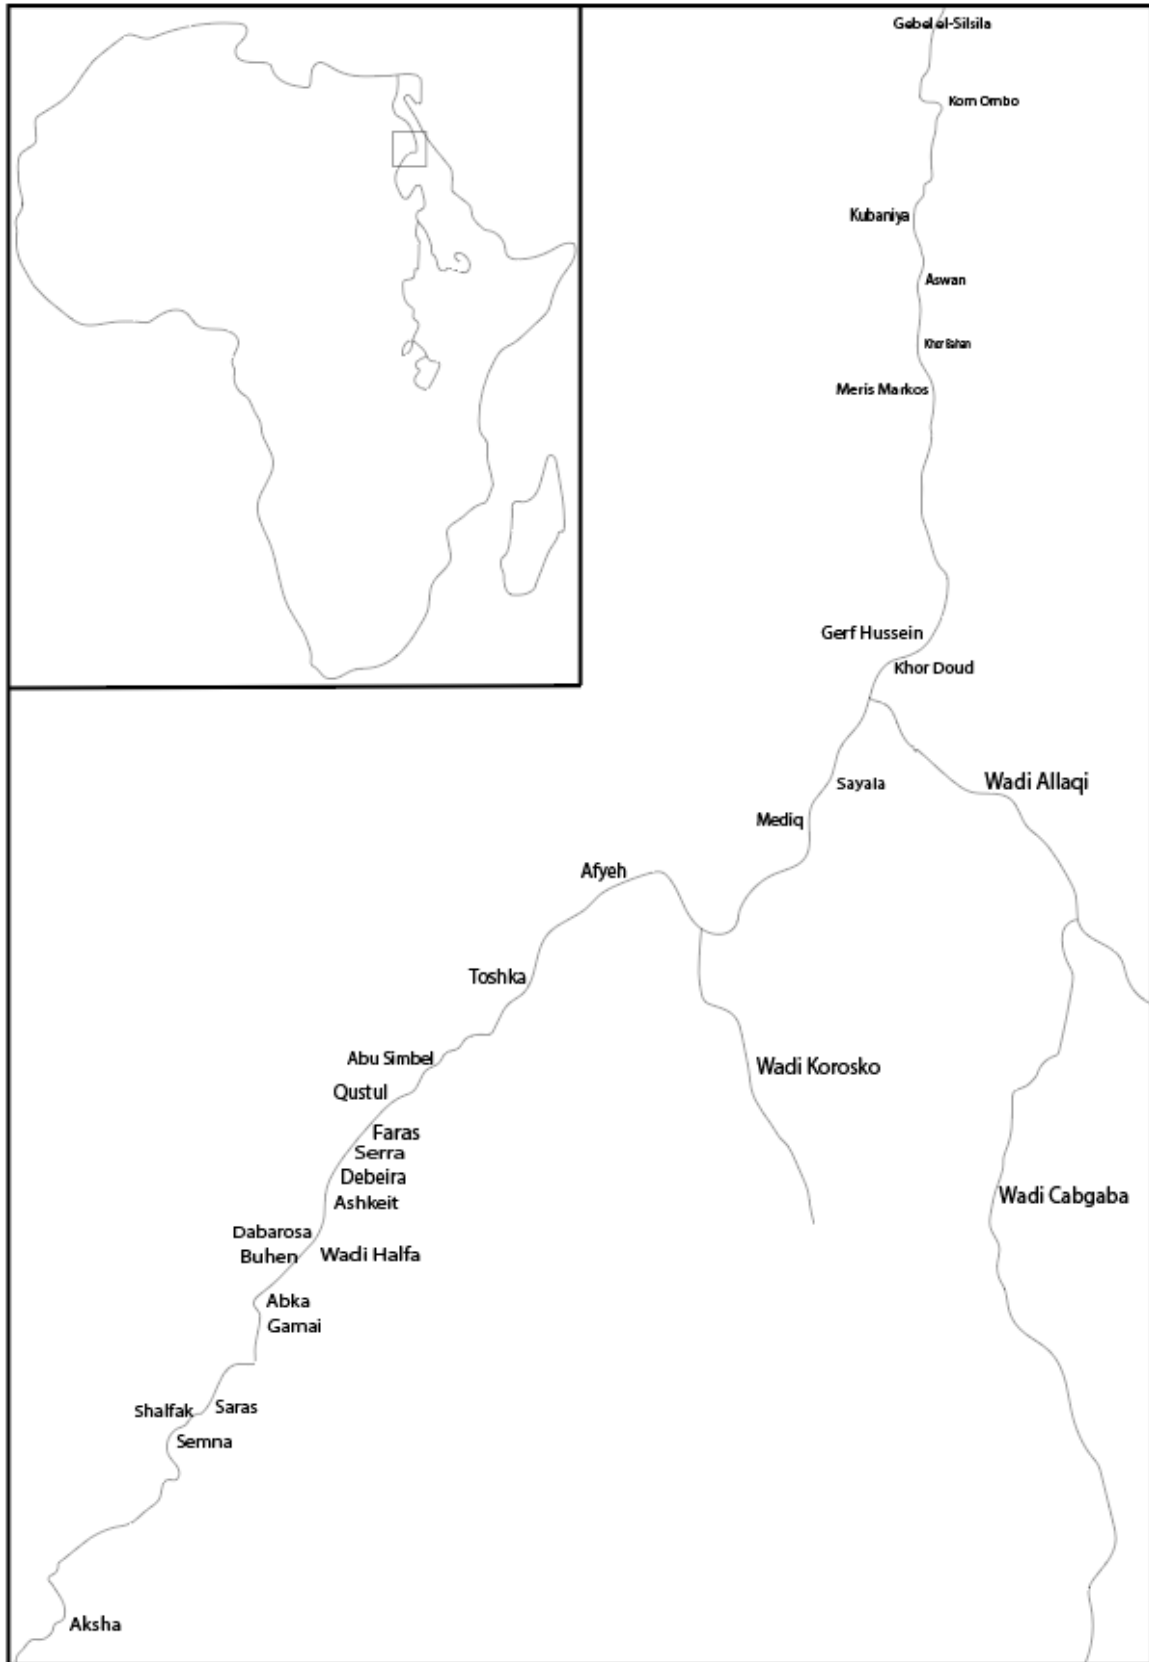 Gebel el-Silsila
Kom Ombo
Kubaniya
Aswan
Khor Bahan
Meris Markos
Gerf Hussein
Khor Doud
Wadi Allaqi
Sayala
Mediq
Afyeh
Toshka
Abu Simbel
Wadi Korosko
Qustul
Faras
Serra
Debeira
Wadi Cabgaba
Ashkeit
Dabarosa
Buhen
Wadi Halfa
Abka
Gamai
Saras
Shalfak
Semna
Aksha